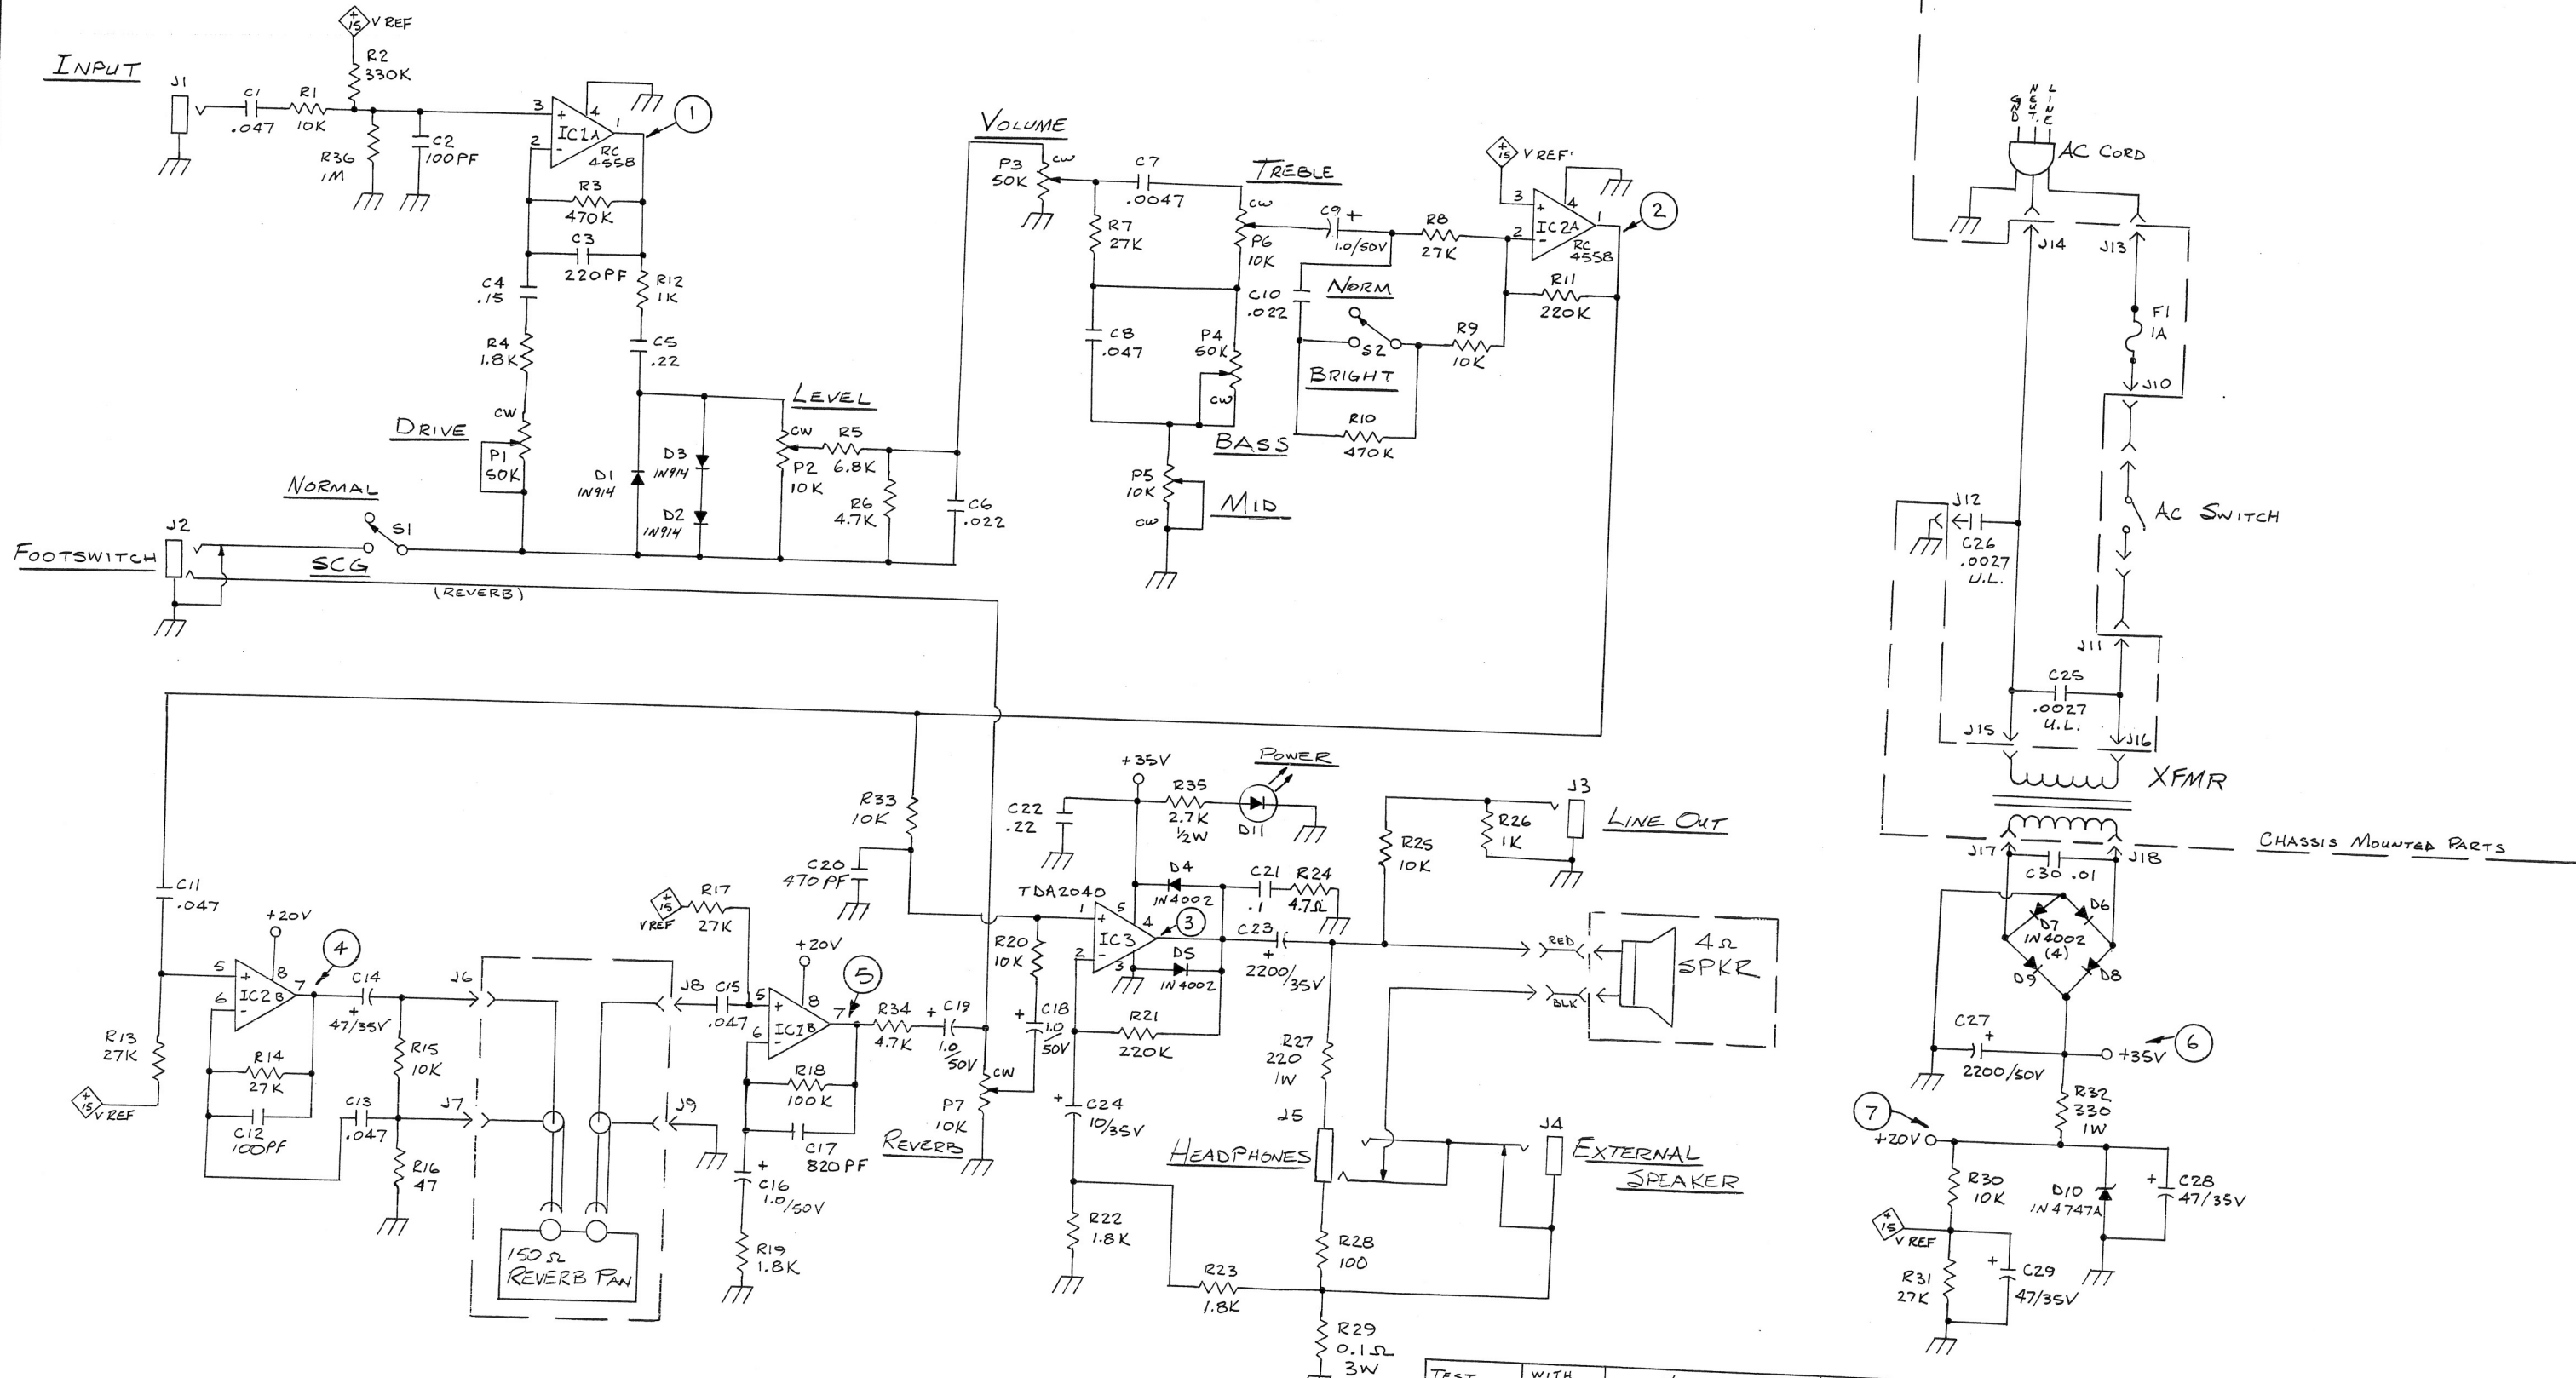 INPUT
J1
C1
.047
R1
10K
+15 V REF
R2
330K
R36
1M
C2
100PF
3
2
4
1
+
-
IC1A
RC
4558
1
R3
470K
C3
220PF
C4
.15
R4
1.8K
R12
1K
C5
.22
CW
DRIVE
P1
50K
NORMAL
S1
SCG
J2
FOOTSWITCH
(REVERB)
D1
1N914
D3
1N914
D2
1N914
LEVEL
CW
P2
10K
R5
6.8K
R6
4.7K
C6
.022
VOLUME
P3
50K
CW
C7
.0047
R7
27K
TREBLE
CW
P6
10K
C8
.047
P4
50K
CW
BASS
P5
10K
CW
MID
C9 +
1.0/50V
C10
.022
NORM
S2
BRIGHT
R10
470K
R8
27K
R9
10K
+15 V REF
3
2
4
1
+
-
IC2A
RC
4558
2
R11
220K
C11
.047
R13
27K
+15 V REF
+20V
5
6
8
7
+
-
IC2B
4
R14
27K
C12
100PF
C14
+
47/35V
R15
10K
C13
.047
R16
47
J6
J7
J8
J9
150Ω
REVERB PAN
+15
VREF
R17
27K
C15
.047
+20V
5
6
8
7
+
-
IC1B
5
R18
100K
C17
820PF
+
C16
1.0/50V
R19
1.8K
R34
4.7K
+ C19
1.0/50V
CW
P7
10K
REVERB
R33
10K
C20
470PF
R20
10K
+ C18
1.0/50V
+35V
C22
.22
R35
2.7K
½W
POWER
D11
TDA2040
1
2
5
4
3
+
-
IC3
3
D4
1N4002
D5
1N4002
C21
.1
R24
4.7Ω
C23
+
2200/35V
R21
220K
+
C24
10/35V
R22
1.8K
R23
1.8K
R25
10K
R26
1K
J3
LINE OUT
RED
BLK
4Ω
SPKR
R27
220
1W
J5
HEADPHONES
J4
EXTERNAL
SPEAKER
R28
100
R29
0.1Ω
3W
TEST
WITH
GND
NEUT.
LINE
AC CORD
J14
J13
F1
1A
J10
AC SWITCH
J12
C26
.0027
U.L.
J11
C25
.0027
U.L.
J15
J16
XFMR
CHASSIS MOUNTED PARTS
J17
J18
C30 .01
D6
D7
1N4002
(4)
D9
D8
C27
+
2200/50V
+35V
6
R32
330
1W
7
+20V
R30
10K
D10
1N4747A
+
C28
47/35V
+15
VREF
R31
27K
+
C29
47/35V